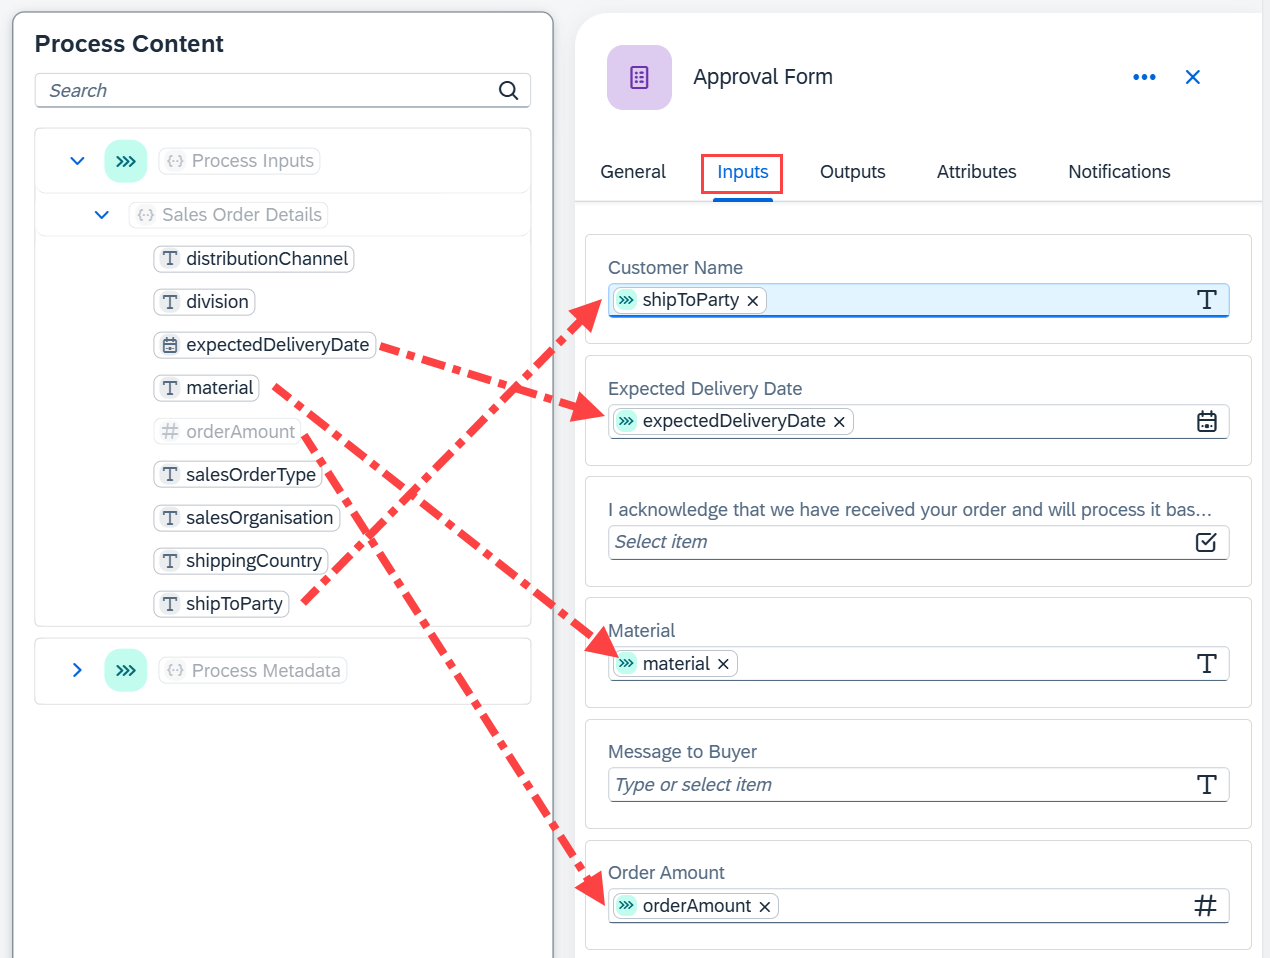 Process Content
Search
Process Inputs
Sales Order Details
distributionChannel
division
expectedDeliveryDate
material
orderAmount
salesOrderType
salesOrganisation
shippingCountry
shipToParty
Process Metadata
Approval Form
General Inputs Outputs Attributes Notifications
Customer Name
shipToParty
Expected Delivery Date
expectedDeliveryDate
I acknowledge that we have received your order and will process it bas...
Select item
Material
material
Message to Buyer
Type or select item
Order Amount
orderAmount